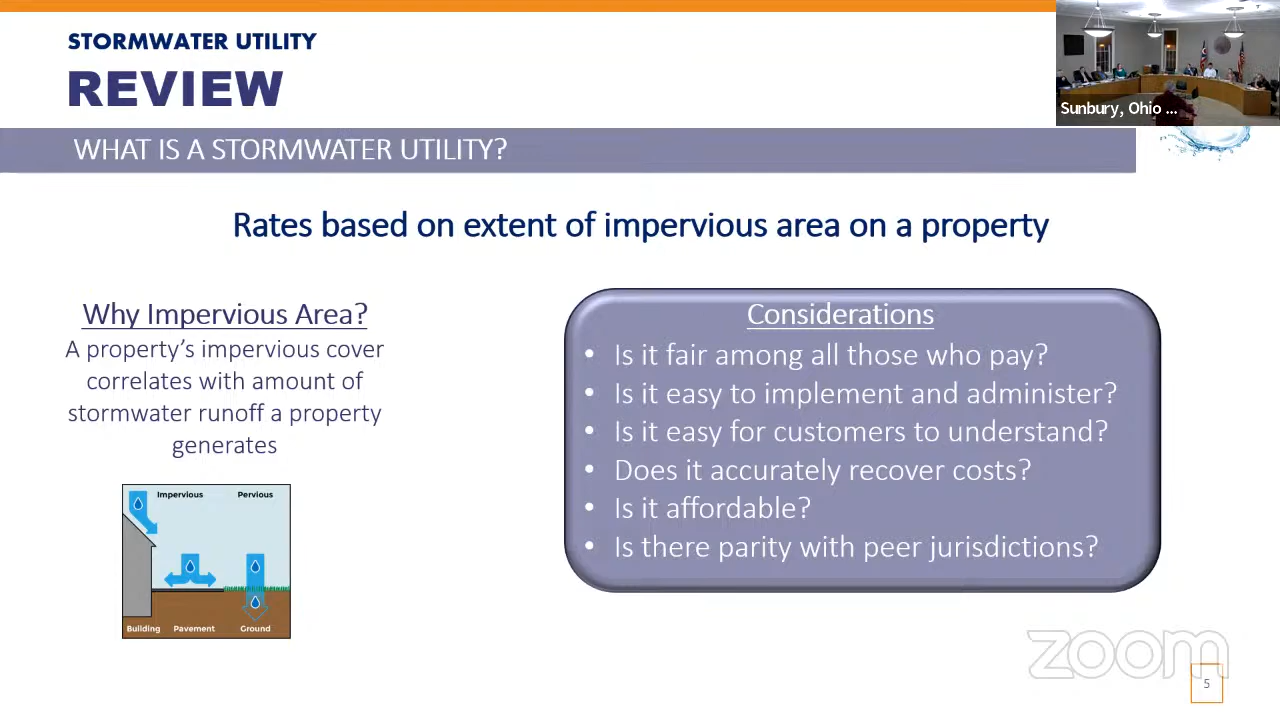 STORMWATER UTILITY
REVIEW
Sunbury, Ohio ...
WHAT IS A STORMWATER UTILITY?
Rates based on extent of impervious area on a property
Why Impervious Area?
A property's impervious cover
correlates with amount of
stormwater runoff a property
generates
Impervious Pervious
Building Pavement Ground
Considerations
• Is it fair among all those who pay?
• Is it easy to implement and administer?
• Is it easy for customers to understand?
• Does it accurately recover costs?
• Is it affordable?
• Is there parity with peer jurisdictions?
zoom
5